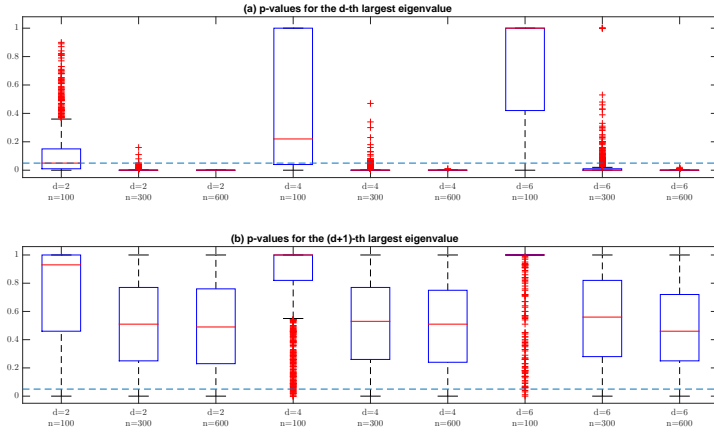 (a) p-values for the d-th largest eigenvalue
1
0.8
0.6
0.4
0.2
0
d=2 d=2 d=2 d=4 d=4 d=4 d=6 d=6 d=6
n=100 n=300 n=600 n=100 n=300 n=600 n=100 n=300 n=600
(b) p-values for the (d+1)-th largest eigenvalue
1
0.8
0.6
0.4
0.2
0
d=2 d=2 d=2 d=4 d=4 d=4 d=6 d=6 d=6
n=100 n=300 n=600 n=100 n=300 n=600 n=100 n=300 n=600